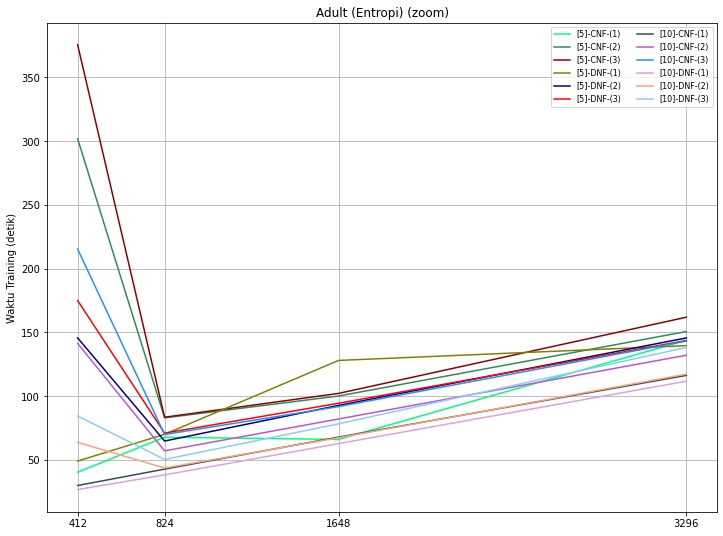 Adult (Entropi) (zoom)
[5]-CNF-(1) [10]-CNF-(1)
[5]-CNF-(2) [10]-CNF-(2)
[5]-CNF-(3) [10]-CNF-(3)
[5]-DNF-(1) [10]-DNF-(1)
[5]-DNF-(2) [10]-DNF-(2)
[5]-DNF-(3) [10]-DNF-(3)
Waktu Training (detik)
350
300
250
200
150
100
50
412 824 1648 3296